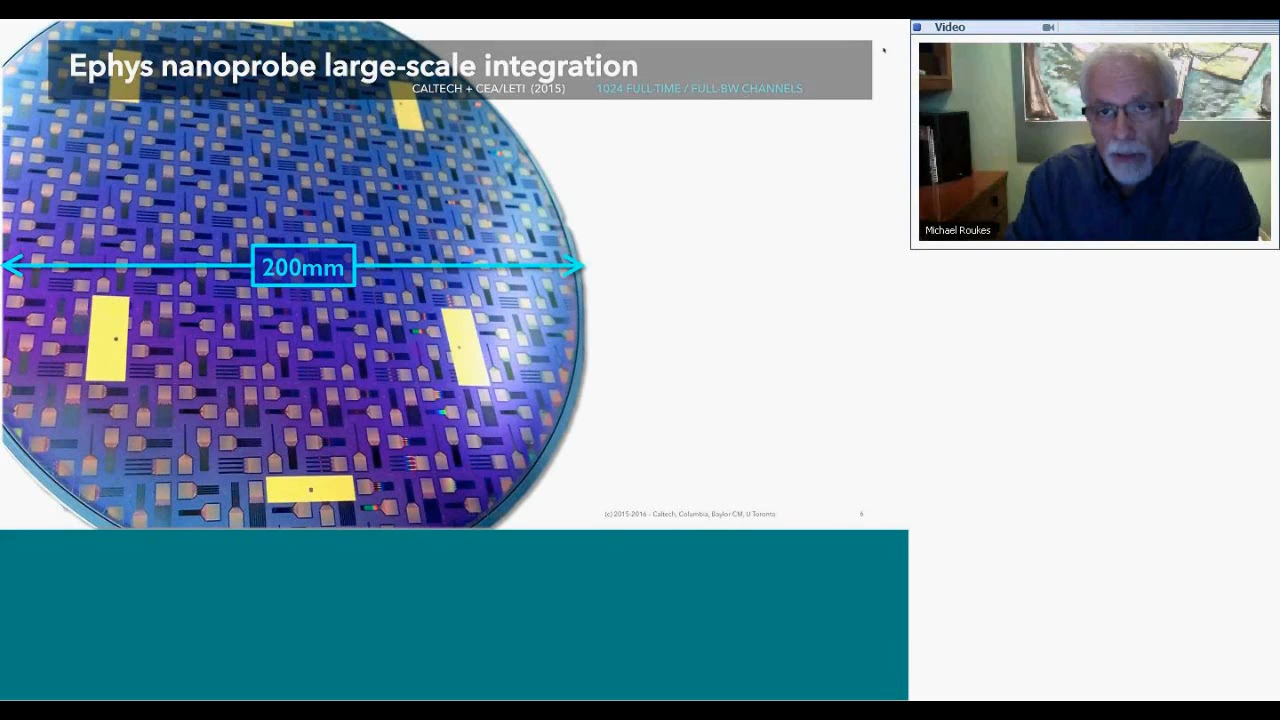 Ephys nanoprobe large-scale integration
CALTECH + CEA/LETI (2015) 1024 FULL-TIME / FULL-BW CHANNELS
200mm
(c) 2015-2016 - Caltech, Columbia, Baylor CM, U Toronto 6
Video
Michael Roukes